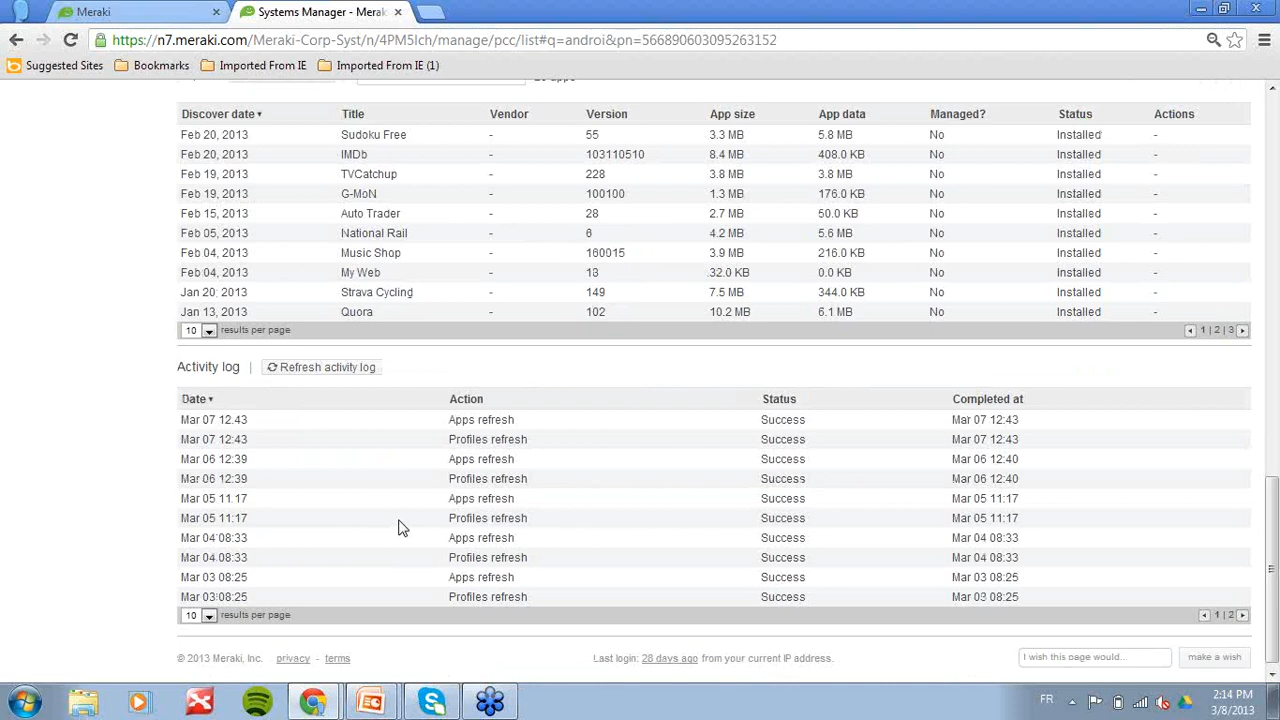 Meraki
Systems Manager - Meraki
https://n7.meraki.com/Meraki-Corp-Syst/n/4PM5Ich/manage/pcc/list#q=androi&pn=566890603095263152
Suggested Sites Bookmarks Imported From IE Imported From IE (1)
Discover date Title Vendor Version App size App data Managed? Status Actions
Feb 20, 2013 Sudoku Free - 55 3.3 MB 5.8 MB No Installed -
Feb 20, 2013 IMDb - 103110510 8.4 MB 408.0 KB No Installed -
Feb 19, 2013 TVCatchup - 228 3.8 MB 3.8 MB No Installed -
Feb 19, 2013 G-MoN - 100100 1.3 MB 176.0 KB No Installed -
Feb 15, 2013 Auto Trader - 28 2.7 MB 50.0 KB No Installed -
Feb 05, 2013 National Rail - 6 4.2 MB 5.6 MB No Installed -
Feb 04, 2013 Music Shop - 160015 3.9 MB 216.0 KB No Installed -
Feb 04, 2013 My Web - 13 32.0 KB 0.0 KB No Installed -
Jan 20, 2013 Strava Cycling - 149 7.5 MB 344.0 KB No Installed -
Jan 13, 2013 Quora - 102 10.2 MB 6.1 MB No Installed -
10 results per page 1 | 2 | 3
Activity log | Refresh activity log
Date Action Status Completed at
Mar 07 12:43 Apps refresh Success Mar 07 12:43
Mar 07 12:43 Profiles refresh Success Mar 07 12:43
Mar 06 12:39 Apps refresh Success Mar 06 12:40
Mar 06 12:39 Profiles refresh Success Mar 06 12:40
Mar 05 11:17 Apps refresh Success Mar 05 11:17
Mar 05 11:17 Profiles refresh Success Mar 05 11:17
Mar 04 08:33 Apps refresh Success Mar 04 08:33
Mar 04 08:33 Profiles refresh Success Mar 04 08:33
Mar 03 08:25 Apps refresh Success Mar 03 08:25
Mar 03 08:25 Profiles refresh Success Mar 03 08:25
10 results per page 1 | 2
© 2013 Meraki, Inc. privacy - terms Last login: 28 days ago from your current IP address. I wish this page would... make a wish
FR 2:14 PM
3/8/2013